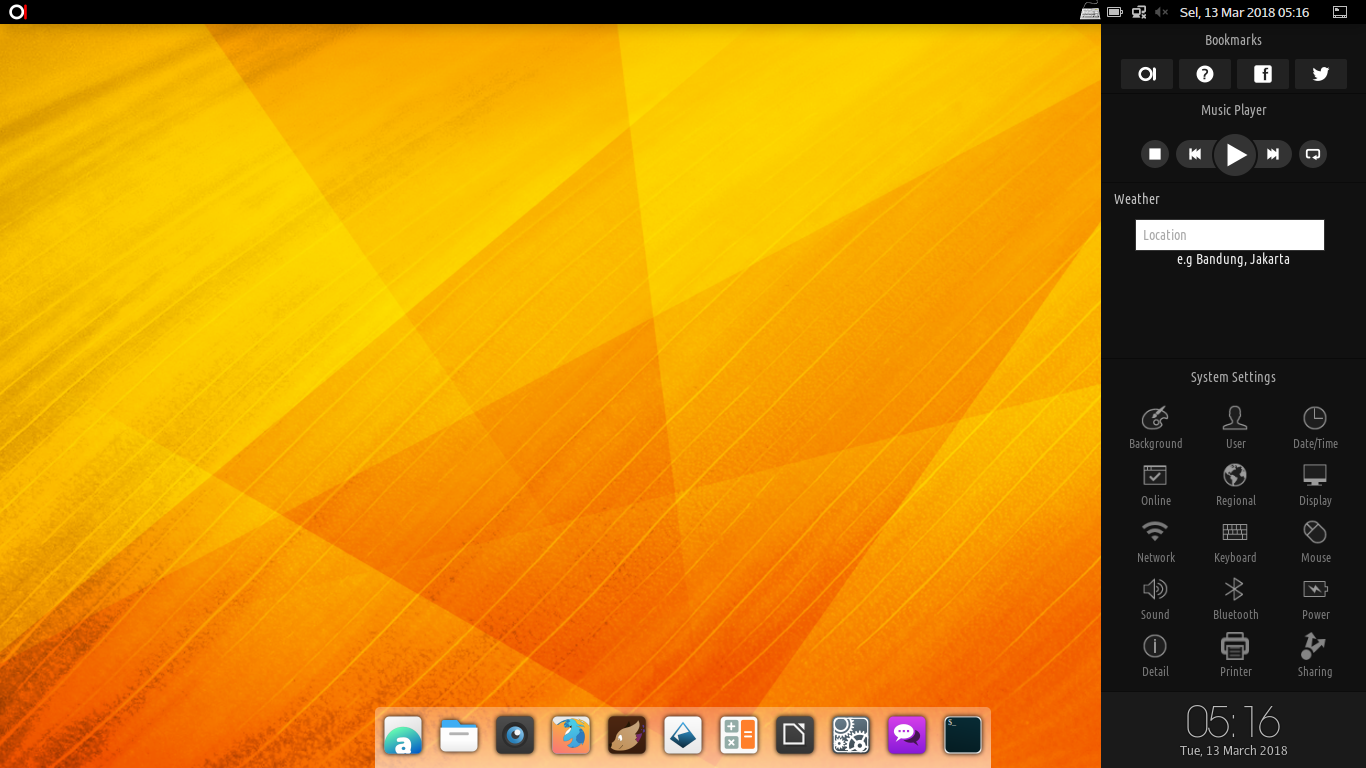 Sel, 13 Mar 2018 05:16
Bookmarks
Music Player
Weather
Location
e.g Bandung, Jakarta
System Settings
Background User Date/Time
Online Regional Display
Network Keyboard Mouse
Sound Bluetooth Power
Detail Printer Sharing
05:16
Tue, 13 March 2018
a
$_